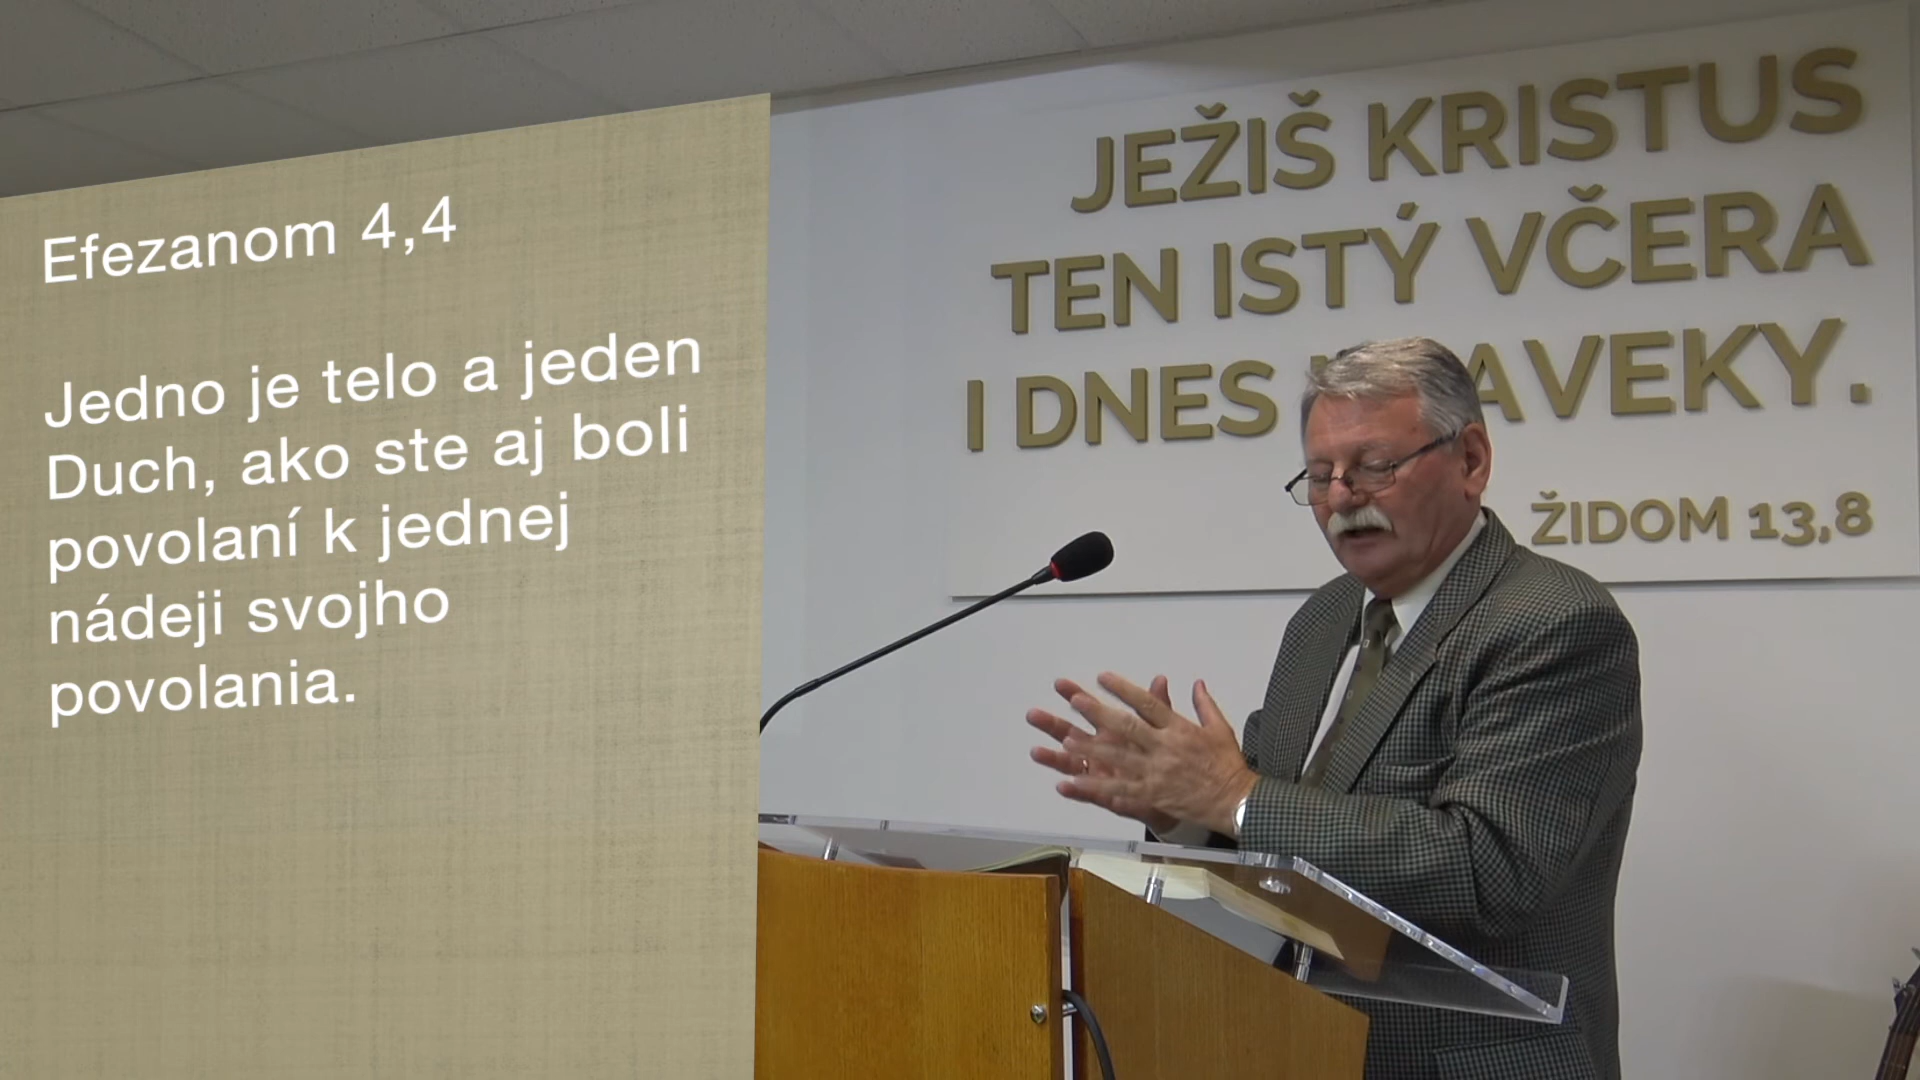 Efezanom 4,4
Jedno je telo a jeden
Duch, ako ste aj boli
povolaní k jednej
nádeji svojho
povolania.
JEŽIŠ KRISTUS
TEN ISTÝ VČERA
I DNES AVEKY.
ŽIDOM 13,8